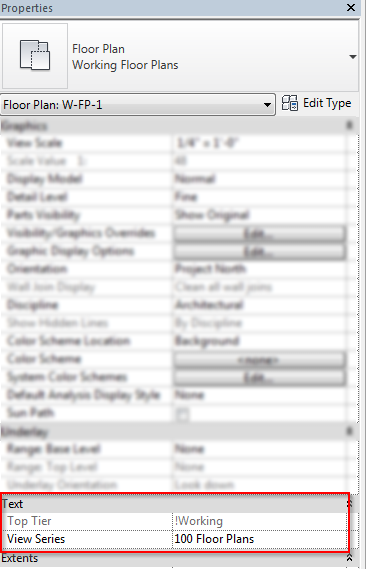 Properties
Floor Plan
Working Floor Plans
Floor Plan: W-FP-1 Edit Type
Graphics
View Scale 1/4" = 1'-0"
Scale Value 1: 48
Display Model Normal
Detail Level Fine
Parts Visibility Show Original
Visibility/Graphics Overrides Edit...
Graphic Display Options Edit...
Orientation Project North
Wall Join Display Clean all wall joins
Discipline Architectural
Show Hidden Lines By Discipline
Color Scheme Location Background
Color Scheme <none>
System Color Schemes Edit...
Default Analysis Display Style None
Sun Path
Underlay
Range: Base Level None
Range: Top Level None
Underlay Orientation Look down
Text
Top Tier !Working
View Series 100 Floor Plans
Extents